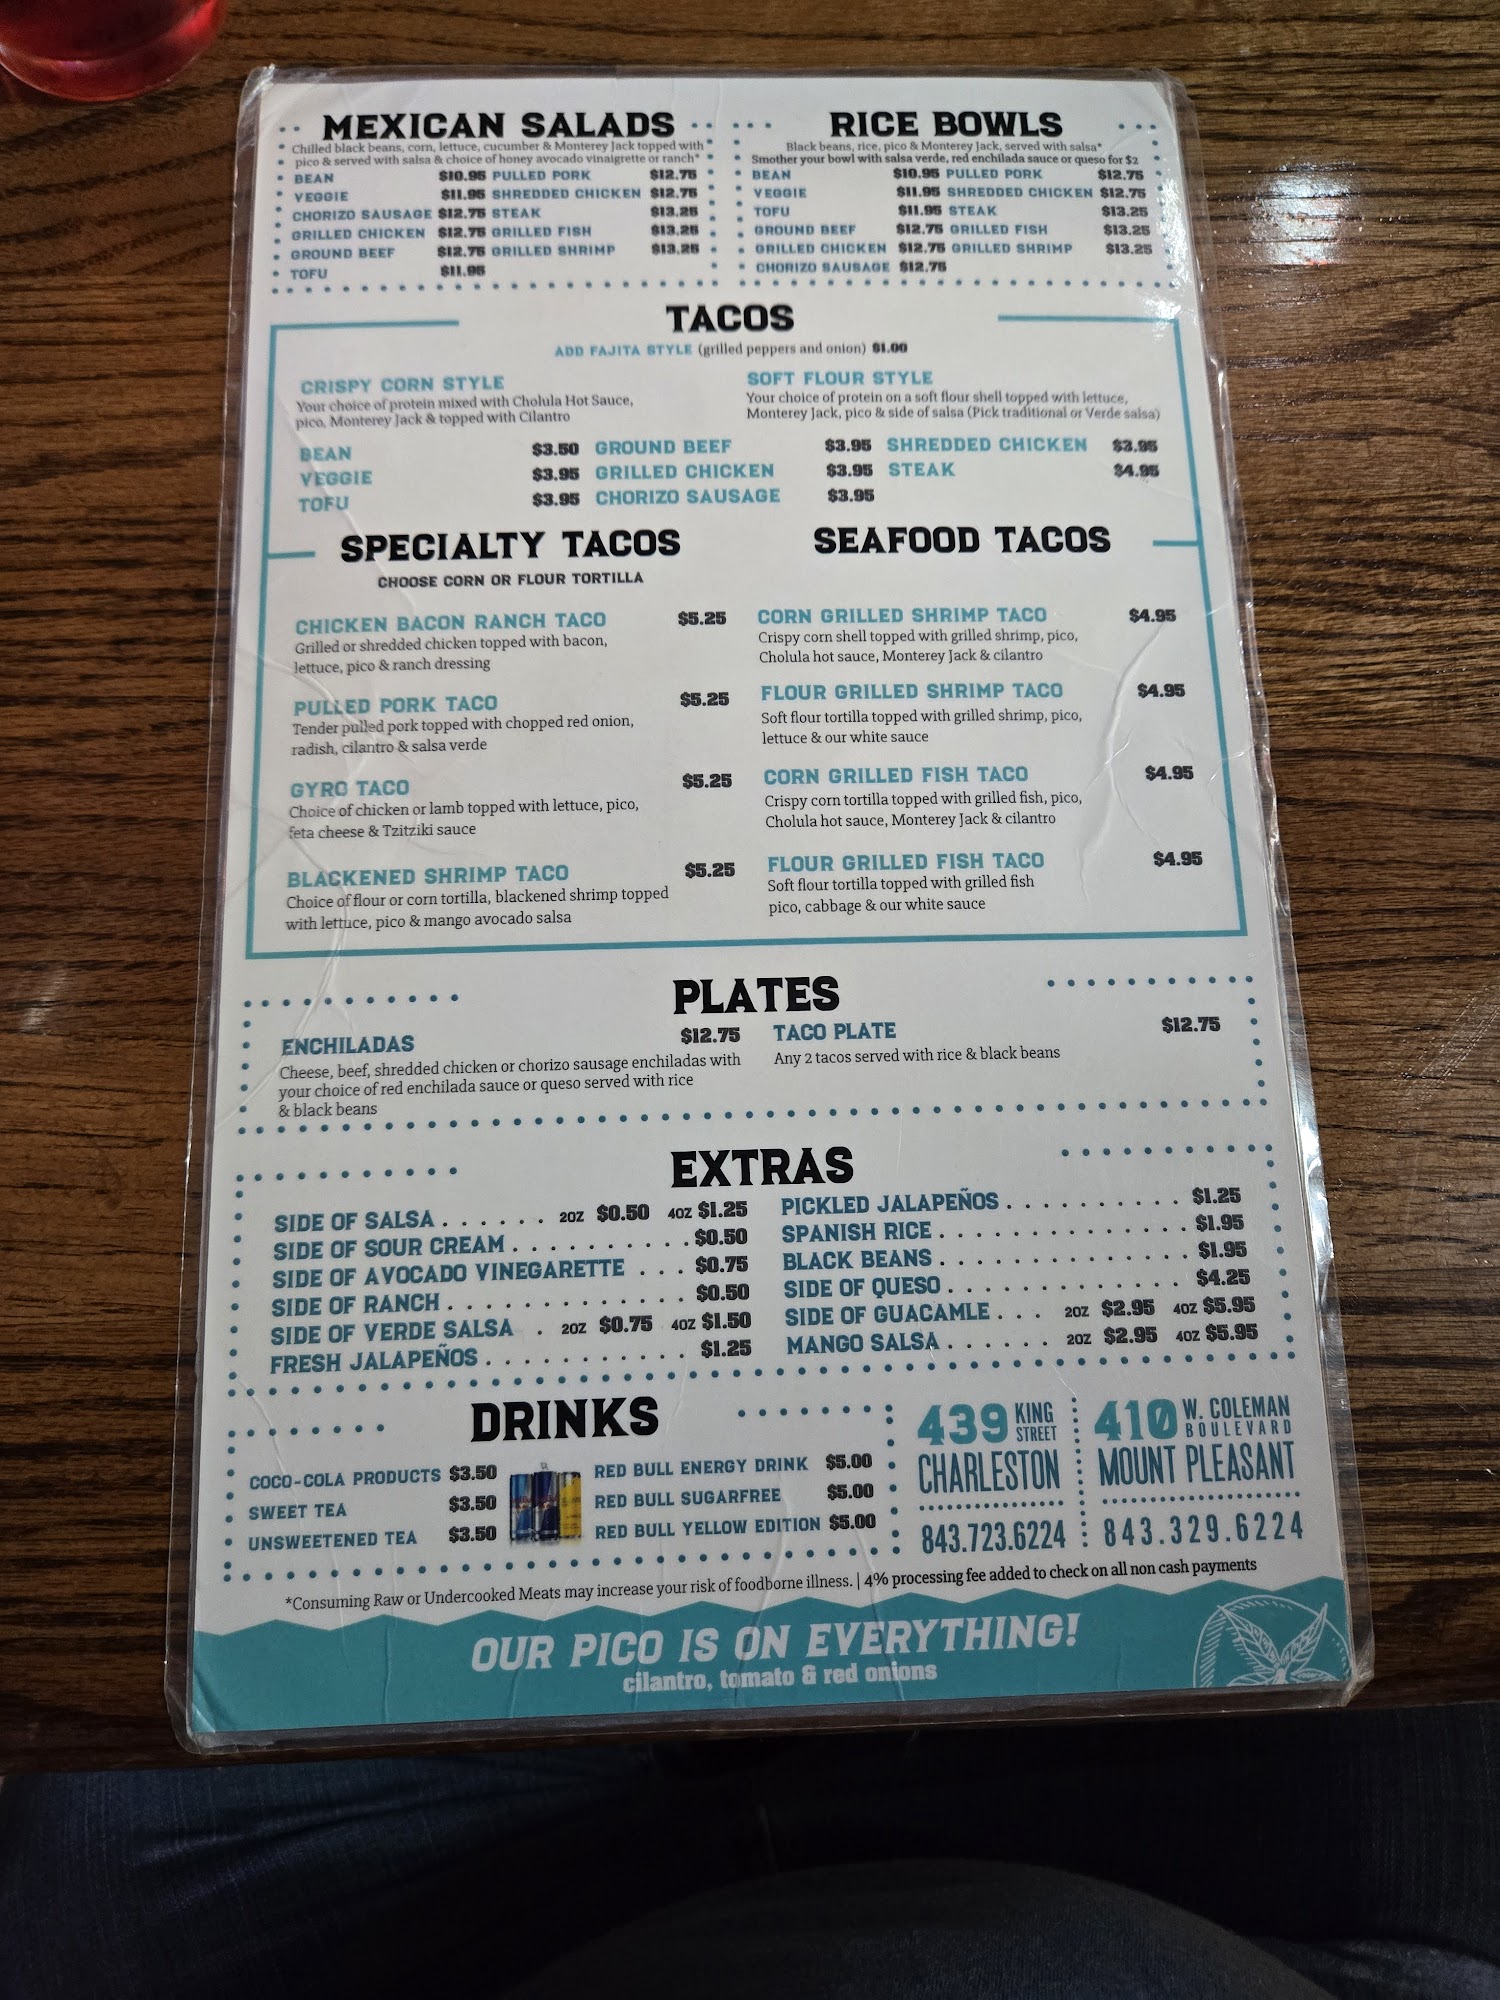 MEXICAN SALADS
Chilled black beans, corn, lettuce, cucumber & Monterey Jack topped with
pico & served with salsa & choice of honey avocado vinaigrette or ranch*
BEAN $10.95 PULLED PORK $12.75
VEGGIE $11.95 SHREDDED CHICKEN $12.75
CHORIZO SAUSAGE $12.75 STEAK $13.25
GRILLED CHICKEN $12.75 GRILLED FISH $13.25
GROUND BEEF $12.75 GRILLED SHRIMP $13.25
TOFU $11.95
RICE BOWLS
Black beans, rice, pico & Monterey Jack, served with salsa*
Smother your bowl with salsa verde, red enchilada sauce or queso for $2
BEAN $10.95 PULLED PORK $12.75
VEGGIE $11.95 SHREDDED CHICKEN $12.75
TOFU $11.95 STEAK $13.25
GROUND BEEF $12.75 GRILLED FISH $13.25
GRILLED CHICKEN $12.75 GRILLED SHRIMP $13.25
CHORIZO SAUSAGE $12.75
TACOS
ADD FAJITA STYLE (grilled peppers and onion) $1.00
CRISPY CORN STYLE
Your choice of protein mixed with Cholula Hot Sauce,
pico, Monterey Jack & topped with Cilantro
SOFT FLOUR STYLE
Your choice of protein on a soft flour shell topped with lettuce,
Monterey Jack, pico & side of salsa (Pick traditional or Verde salsa)
BEAN $3.50 GROUND BEEF $3.95 SHREDDED CHICKEN $3.95
VEGGIE $3.95 GRILLED CHICKEN $3.95 STEAK $4.95
TOFU $3.95 CHORIZO SAUSAGE $3.95
SPECIALTY TACOS
CHOOSE CORN OR FLOUR TORTILLA
CHICKEN BACON RANCH TACO $5.25
Grilled or shredded chicken topped with bacon,
lettuce, pico & ranch dressing
PULLED PORK TACO $5.25
Tender pulled pork topped with chopped red onion,
radish, cilantro & salsa verde
GYRO TACO $5.25
Choice of chicken or lamb topped with lettuce, pico,
feta cheese & Tzitziki sauce
BLACKENED SHRIMP TACO $5.25
Choice of flour or corn tortilla, blackened shrimp topped
with lettuce, pico & mango avocado salsa
SEAFOOD TACOS
CORN GRILLED SHRIMP TACO $4.95
Crispy corn shell topped with grilled shrimp, pico,
Cholula hot sauce, Monterey Jack & cilantro
FLOUR GRILLED SHRIMP TACO $4.95
Soft flour tortilla topped with grilled shrimp, pico,
lettuce & our white sauce
CORN GRILLED FISH TACO $4.95
Crispy corn tortilla topped with grilled fish, pico,
Cholula hot sauce, Monterey Jack & cilantro
FLOUR GRILLED FISH TACO $4.95
Soft flour tortilla topped with grilled fish
pico, cabbage & our white sauce
PLATES
ENCHILADAS $12.75
Cheese, beef, shredded chicken or chorizo sausage enchiladas with
your choice of red enchilada sauce or queso served with rice
& black beans
TACO PLATE $12.75
Any 2 tacos served with rice & black beans
EXTRAS
SIDE OF SALSA . . . . . . 2OZ $0.50 4OZ $1.25
SIDE OF SOUR CREAM . . . . . . . . . . $0.50
SIDE OF AVOCADO VINEGARETTE . . . $0.75
SIDE OF RANCH . . . . . . . . . . . . . $0.50
SIDE OF VERDE SALSA . 2OZ $0.75 4OZ $1.50
FRESH JALAPEÑOS . . . . . . . . . . . $1.25
PICKLED JALAPEÑOS . . . . . . . . . . $1.25
SPANISH RICE . . . . . . . . . . . . . . $1.95
BLACK BEANS . . . . . . . . . . . . . . $1.95
SIDE OF QUESO . . . . . . . . . . . . . $4.25
SIDE OF GUACAMLE . . . 2OZ $2.95 4OZ $5.95
MANGO SALSA . . . . . . 2OZ $2.95 4OZ $5.95
DRINKS
COCO-COLA PRODUCTS $3.50
SWEET TEA $3.50
UNSWEETENED TEA $3.50
RED BULL ENERGY DRINK $5.00
RED BULL SUGARFREE $5.00
RED BULL YELLOW EDITION $5.00
439 KING STREET
CHARLESTON
843.723.6224
410 W. COLEMAN BOULEVARD
MOUNT PLEASANT
843.329.6224
*Consuming Raw or Undercooked Meats may increase your risk of foodborne illness. | 4% processing fee added to check on all non cash payments
OUR PICO IS ON EVERYTHING!
cilantro, tomato & red onions